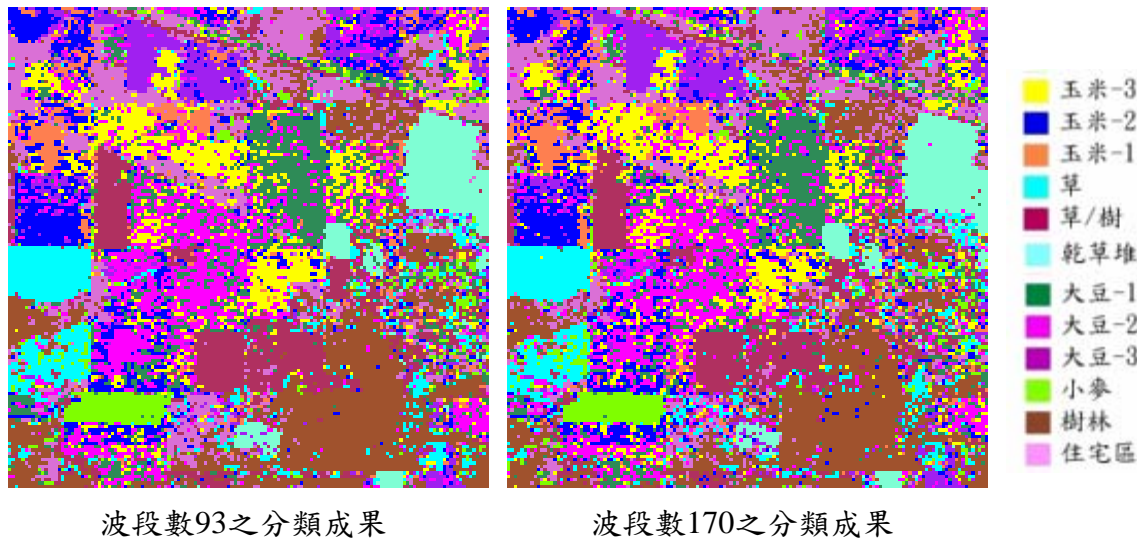 玉米-3
玉米-2
玉米-1
草
草/樹
乾草堆
大豆-1
大豆-2
大豆-3
小麥
樹林
住宅區
波段數93之分類成果
波段數170之分類成果